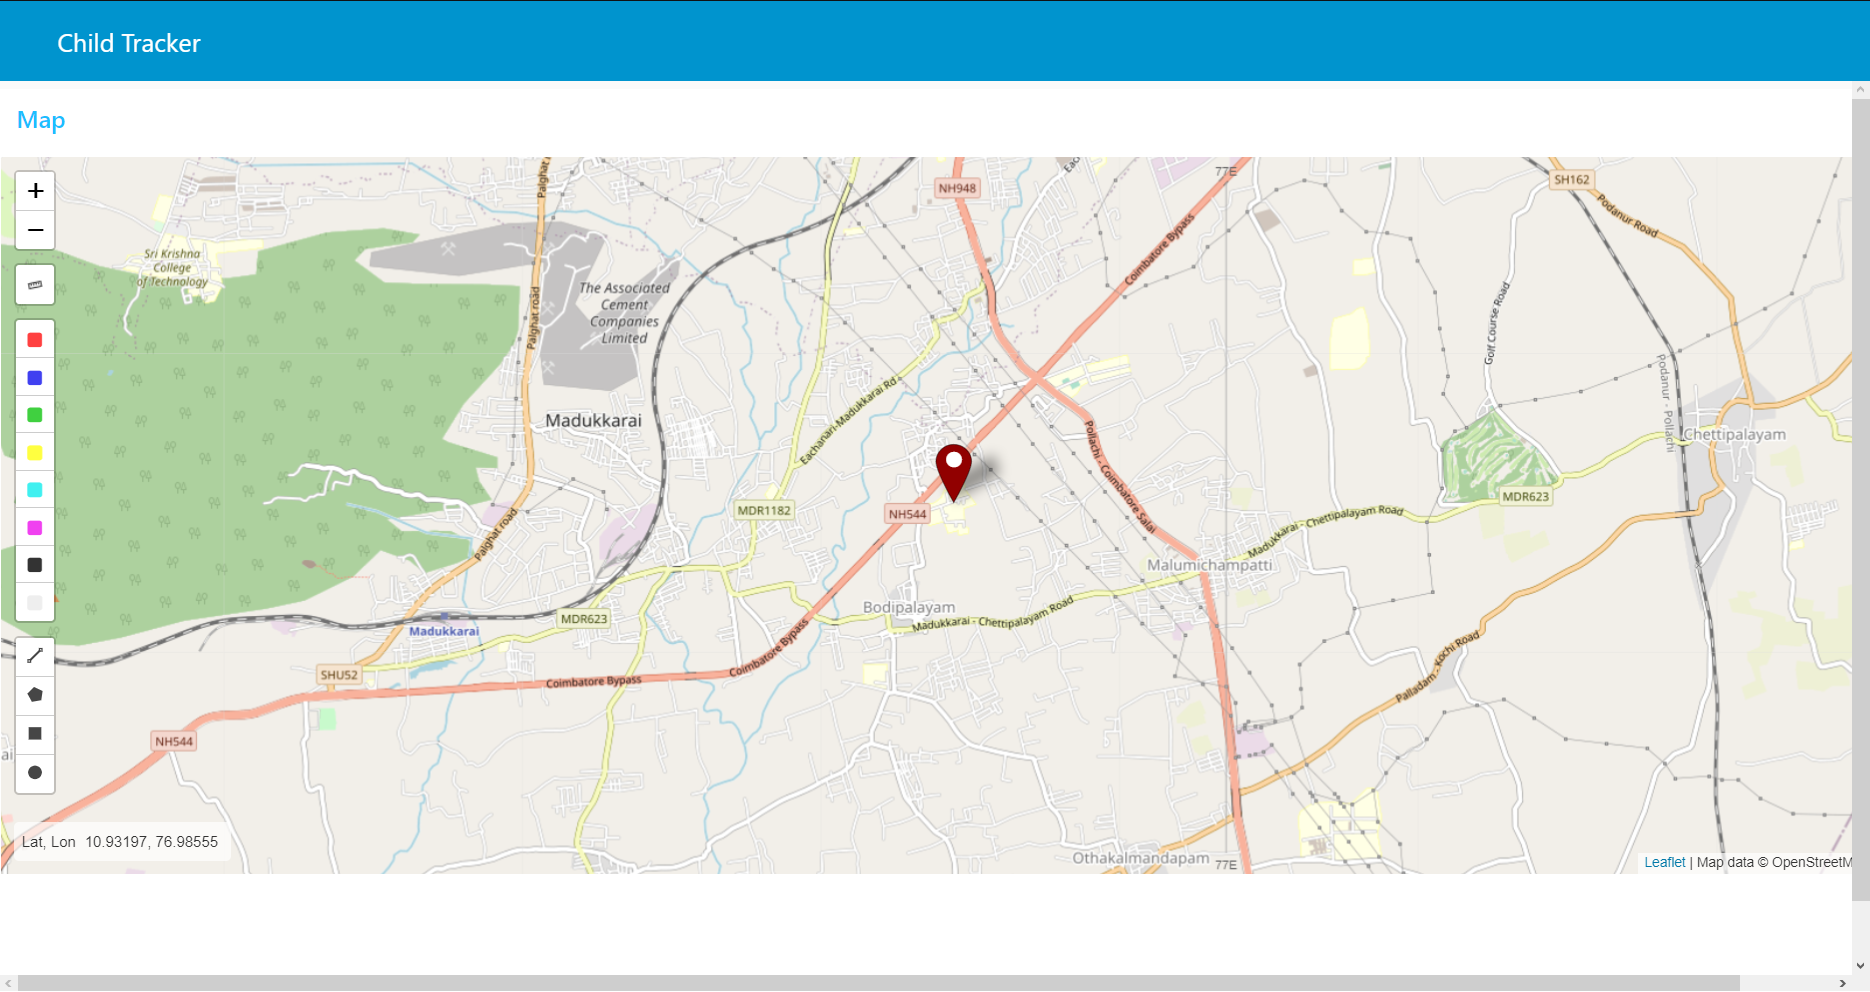 Child Tracker
Map
+
−
Palghat
Palghat road
NH948
Eac
77E
Coimbatore Bypass
SH162
Podanur Road
Sri Krishna
College
of Technology
The Associated
Cement
Companies
Limited
Golf Course Road
Podanur - Pollachi
Madukkarai
Eachanari-Madukkarai Rd
Pollachi - Coimbatore Salai
Chettipalayam
MDR623
MDR1182
NH544
Palghat road
Madukkarai - Chettipalayam Road
Malumichampatti
Bodipalayam
Madukkarai - Chettipalayam Road
MDR623
Madukkarai
Coimbatore Bypass
SHU52
Coimbatore Bypass
Palladam - Kochi Road
NH544
ai
Lat, Lon 10.93197, 76.98555
Othakalmandapam
77E
Leaflet | Map data © OpenStreetM